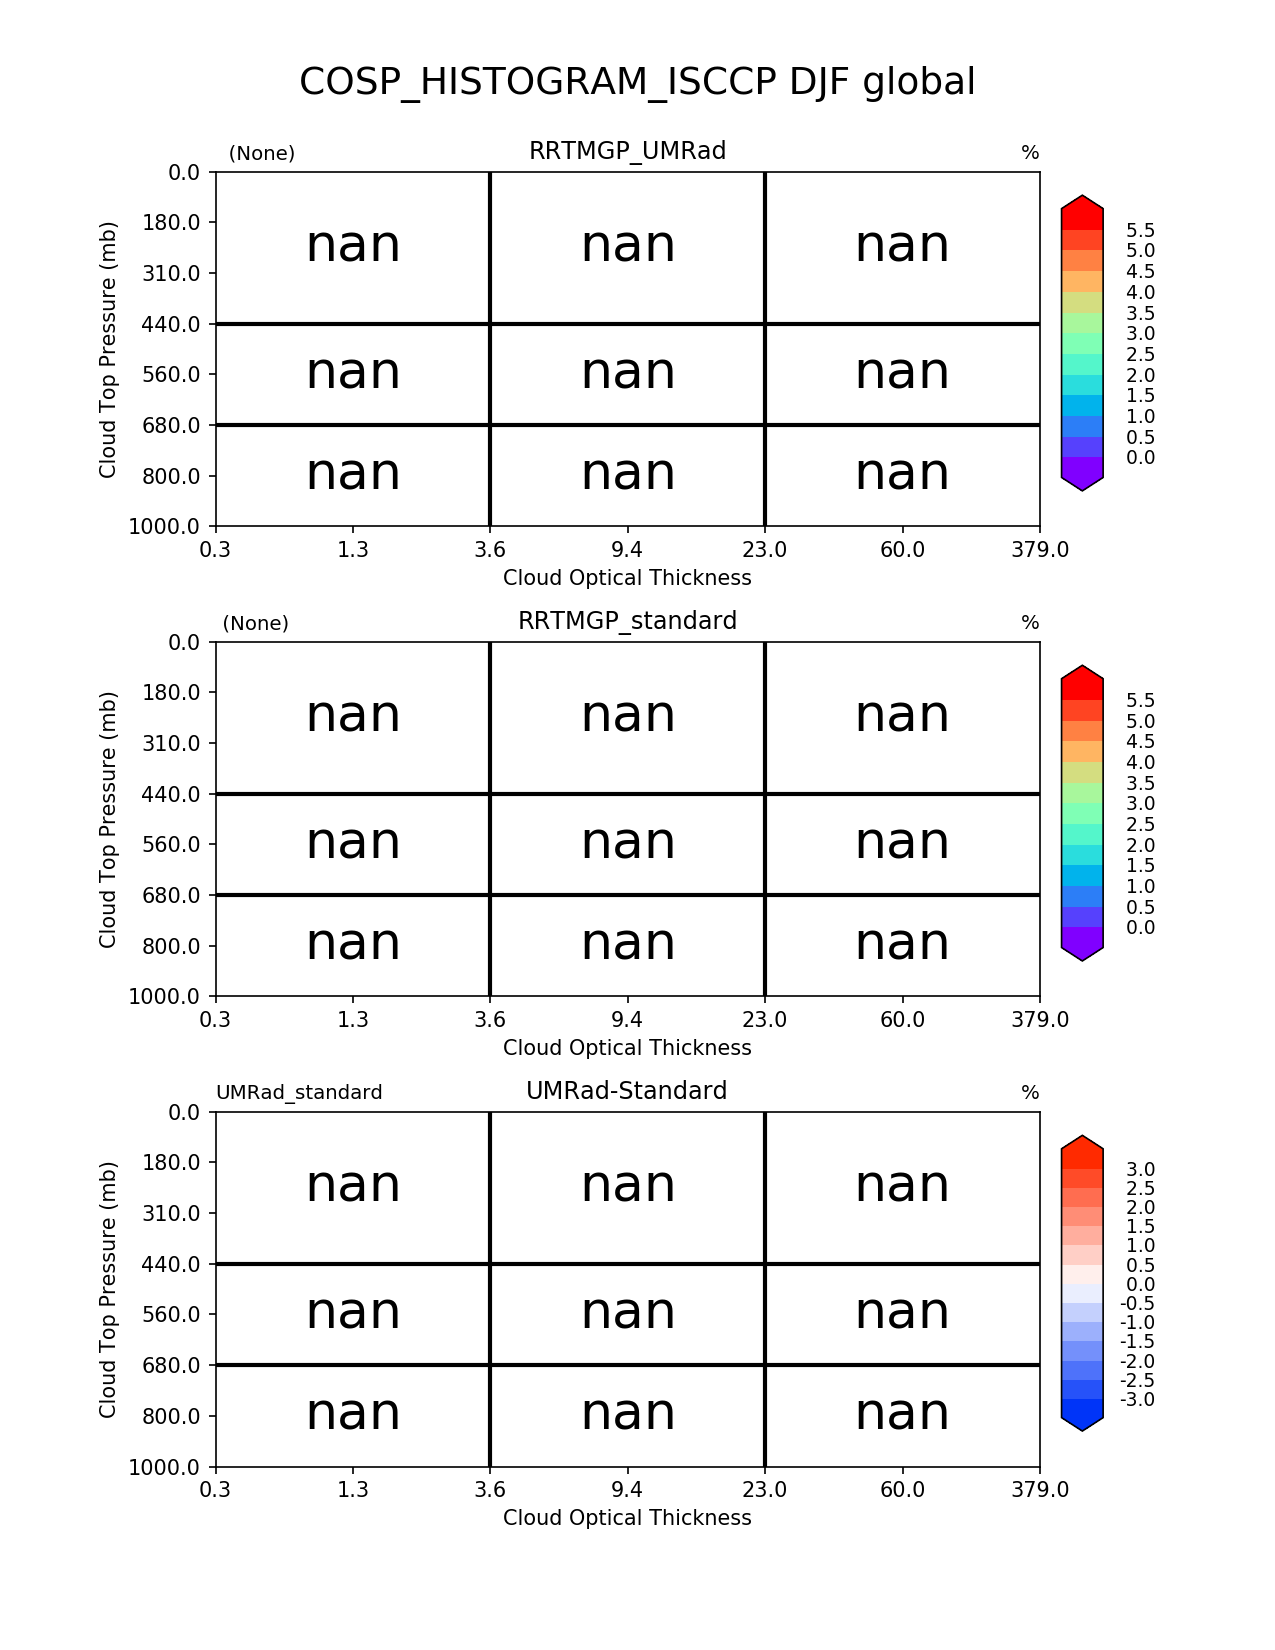 COSP_HISTOGRAM_ISCCP DJF global
(None) RRTMGP_UMRad %
Cloud Top Pressure (mb)
0.0
180.0
310.0
440.0
560.0
680.0
800.0
1000.0
nan nan nan
nan nan nan
nan nan nan
0.3 1.3 3.6 9.4 23.0 60.0 379.0
Cloud Optical Thickness
5.5
5.0
4.5
4.0
3.5
3.0
2.5
2.0
1.5
1.0
0.5
0.0
(None) RRTMGP_standard %
Cloud Top Pressure (mb)
0.0
180.0
310.0
440.0
560.0
680.0
800.0
1000.0
nan nan nan
nan nan nan
nan nan nan
0.3 1.3 3.6 9.4 23.0 60.0 379.0
Cloud Optical Thickness
5.5
5.0
4.5
4.0
3.5
3.0
2.5
2.0
1.5
1.0
0.5
0.0
UMRad_standard UMRad-Standard %
Cloud Top Pressure (mb)
0.0
180.0
310.0
440.0
560.0
680.0
800.0
1000.0
nan nan nan
nan nan nan
nan nan nan
0.3 1.3 3.6 9.4 23.0 60.0 379.0
Cloud Optical Thickness
3.0
2.5
2.0
1.5
1.0
0.5
0.0
-0.5
-1.0
-1.5
-2.0
-2.5
-3.0